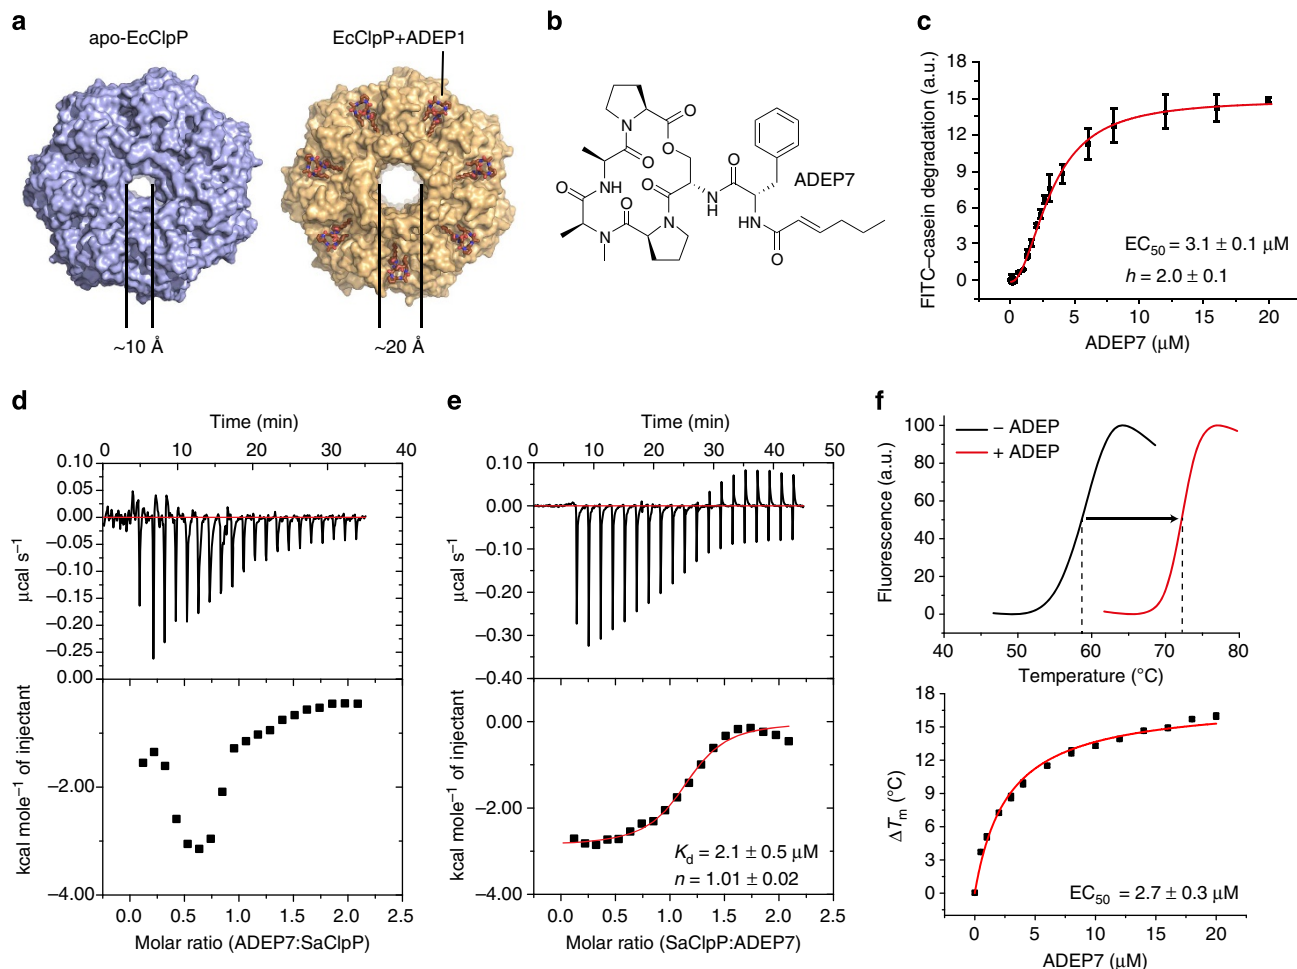 a
apo-EcClpP
EcClpP+ADEP1
~10 Å
~20 Å
b
N
O
O
O
NH
O
O
N
O
N
O
N
H
O
NH
O
ADEP7
c
FITC–casein degradation (a.u.)
18
15
12
9
6
3
0
EC50 = 3.1 ± 0.1 µM
h = 2.0 ± 0.1
0 5 10 15 20
ADEP7 (µM)
d
Time (min)
0 10 20 30 40
0.10
0.05
0.00
−0.05
−0.10
−0.15
−0.20
−0.25
0.00
µcal s−1
−2.00
−4.00
kcal mole−1 of injectant
0.0 0.5 1.0 1.5 2.0 2.5
Molar ratio (ADEP7:SaClpP)
e
Time (min)
0 10 20 30 40 50
0.10
0.00
−0.10
−0.20
−0.30
−0.40
µcal s−1
0.00
−2.00
−4.00
kcal mole−1 of injectant
Kd = 2.1 ± 0.5 µM
n = 1.01 ± 0.02
0.0 0.5 1.0 1.5 2.0 2.5
Molar ratio (SaClpP:ADEP7)
f
− ADEP
+ ADEP
Fluorescence (a.u.)
100
80
60
40
20
0
40 50 60 70 80
Temperature (°C)
ΔTm (°C)
18
15
12
9
6
3
0
EC50 = 2.7 ± 0.3 µM
0 5 10 15 20
ADEP7 (µM)